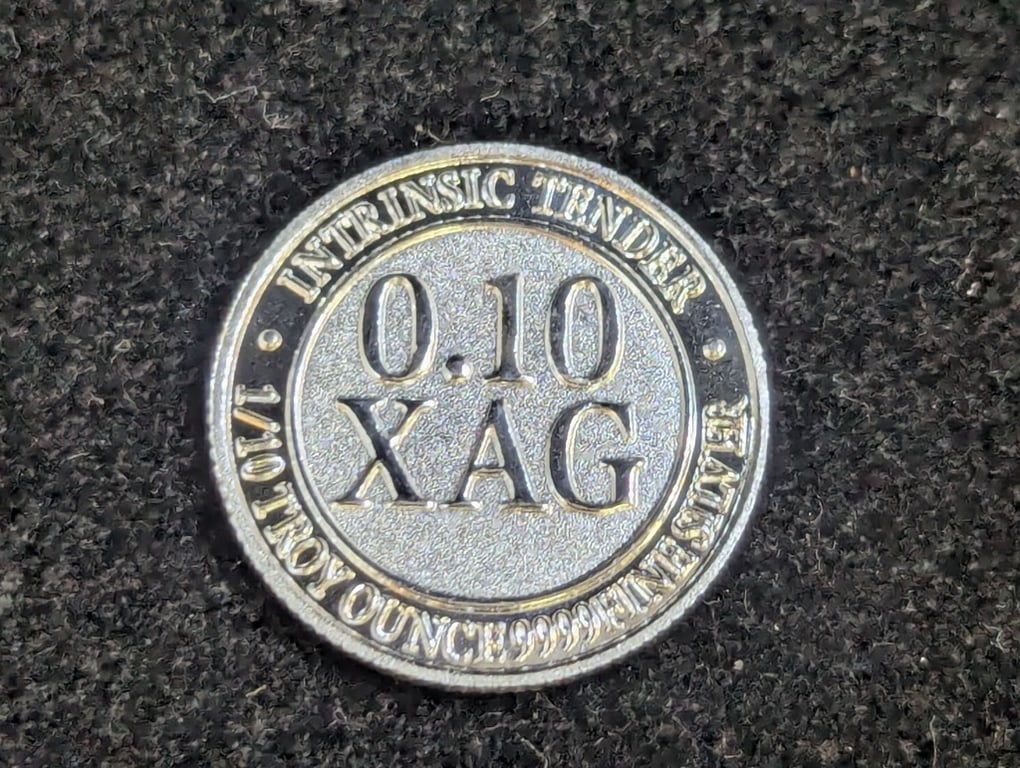 INTRINSIC TENDER
0.10
XAG
1/10 TROY OUNCE 9999 FINE SILVER